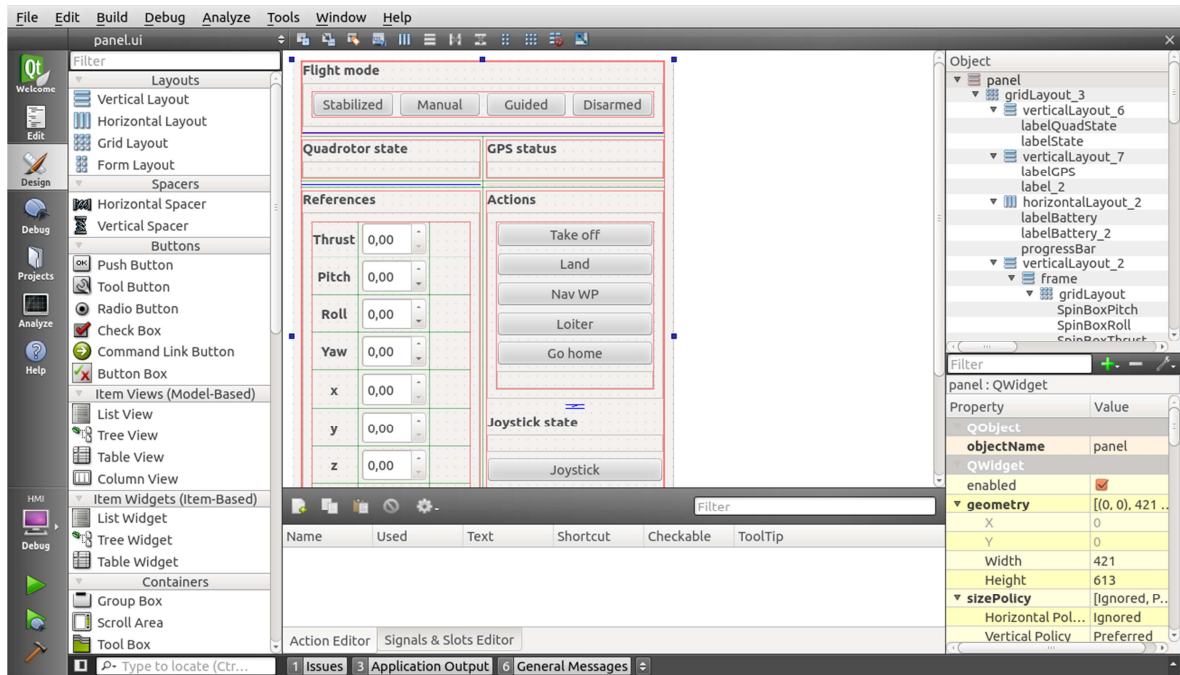 File Edit Build Debug Analyze Tools Window Help
panel.ui
Welcome
Edit
Design
Debug
Projects
Analyze
Help
HMI
Debug
Filter
Layouts
Vertical Layout
Horizontal Layout
Grid Layout
Form Layout
Spacers
Horizontal Spacer
Vertical Spacer
Buttons
Push Button
Tool Button
Radio Button
Check Box
Command Link Button
Button Box
Item Views (Model-Based)
List View
Tree View
Table View
Column View
Item Widgets (Item-Based)
List Widget
Tree Widget
Table Widget
Containers
Group Box
Scroll Area
Tool Box
Flight mode
Stabilized Manual Guided Disarmed
Quadrotor state
GPS status
References
Thrust 0,00
Pitch 0,00
Roll 0,00
Yaw 0,00
x 0,00
y 0,00
z 0,00
Actions
Take off
Land
Nav WP
Loiter
Go home
Joystick state
Joystick
Filter
Name Used Text Shortcut Checkable ToolTip
Action Editor Signals & Slots Editor
Object
panel
gridLayout_3
verticalLayout_6
labelQuadState
labelState
verticalLayout_7
labelGPS
label_2
horizontalLayout_2
labelBattery
labelBattery_2
progressBar
verticalLayout_2
frame
gridLayout
SpinBoxPitch
SpinBoxRoll
SpinBoxThrust
Filter
panel : QWidget
Property Value
QObject
objectName panel
QWidget
enabled
geometry [(0, 0), 421 ..
X 0
Y 0
Width 421
Height 613
sizePolicy [Ignored, P..
Horizontal Pol... Ignored
Vertical Policy Preferred
Type to locate (Ctr...
1 Issues 3 Application Output 6 General Messages